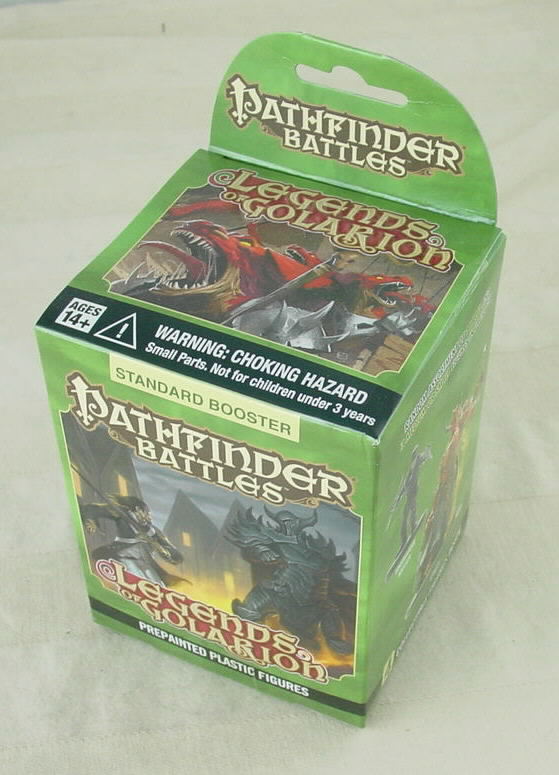 PATHFINDER
BATTLES
LEGENDS
OF GOLARION
AGES
14+
WARNING: CHOKING HAZARD
Small Parts. Not for children under 3 years
STANDARD BOOSTER
PATHFINDER
BATTLES
LEGENDS
OF GOLARION
PREPAINTED PLASTIC FIGURES